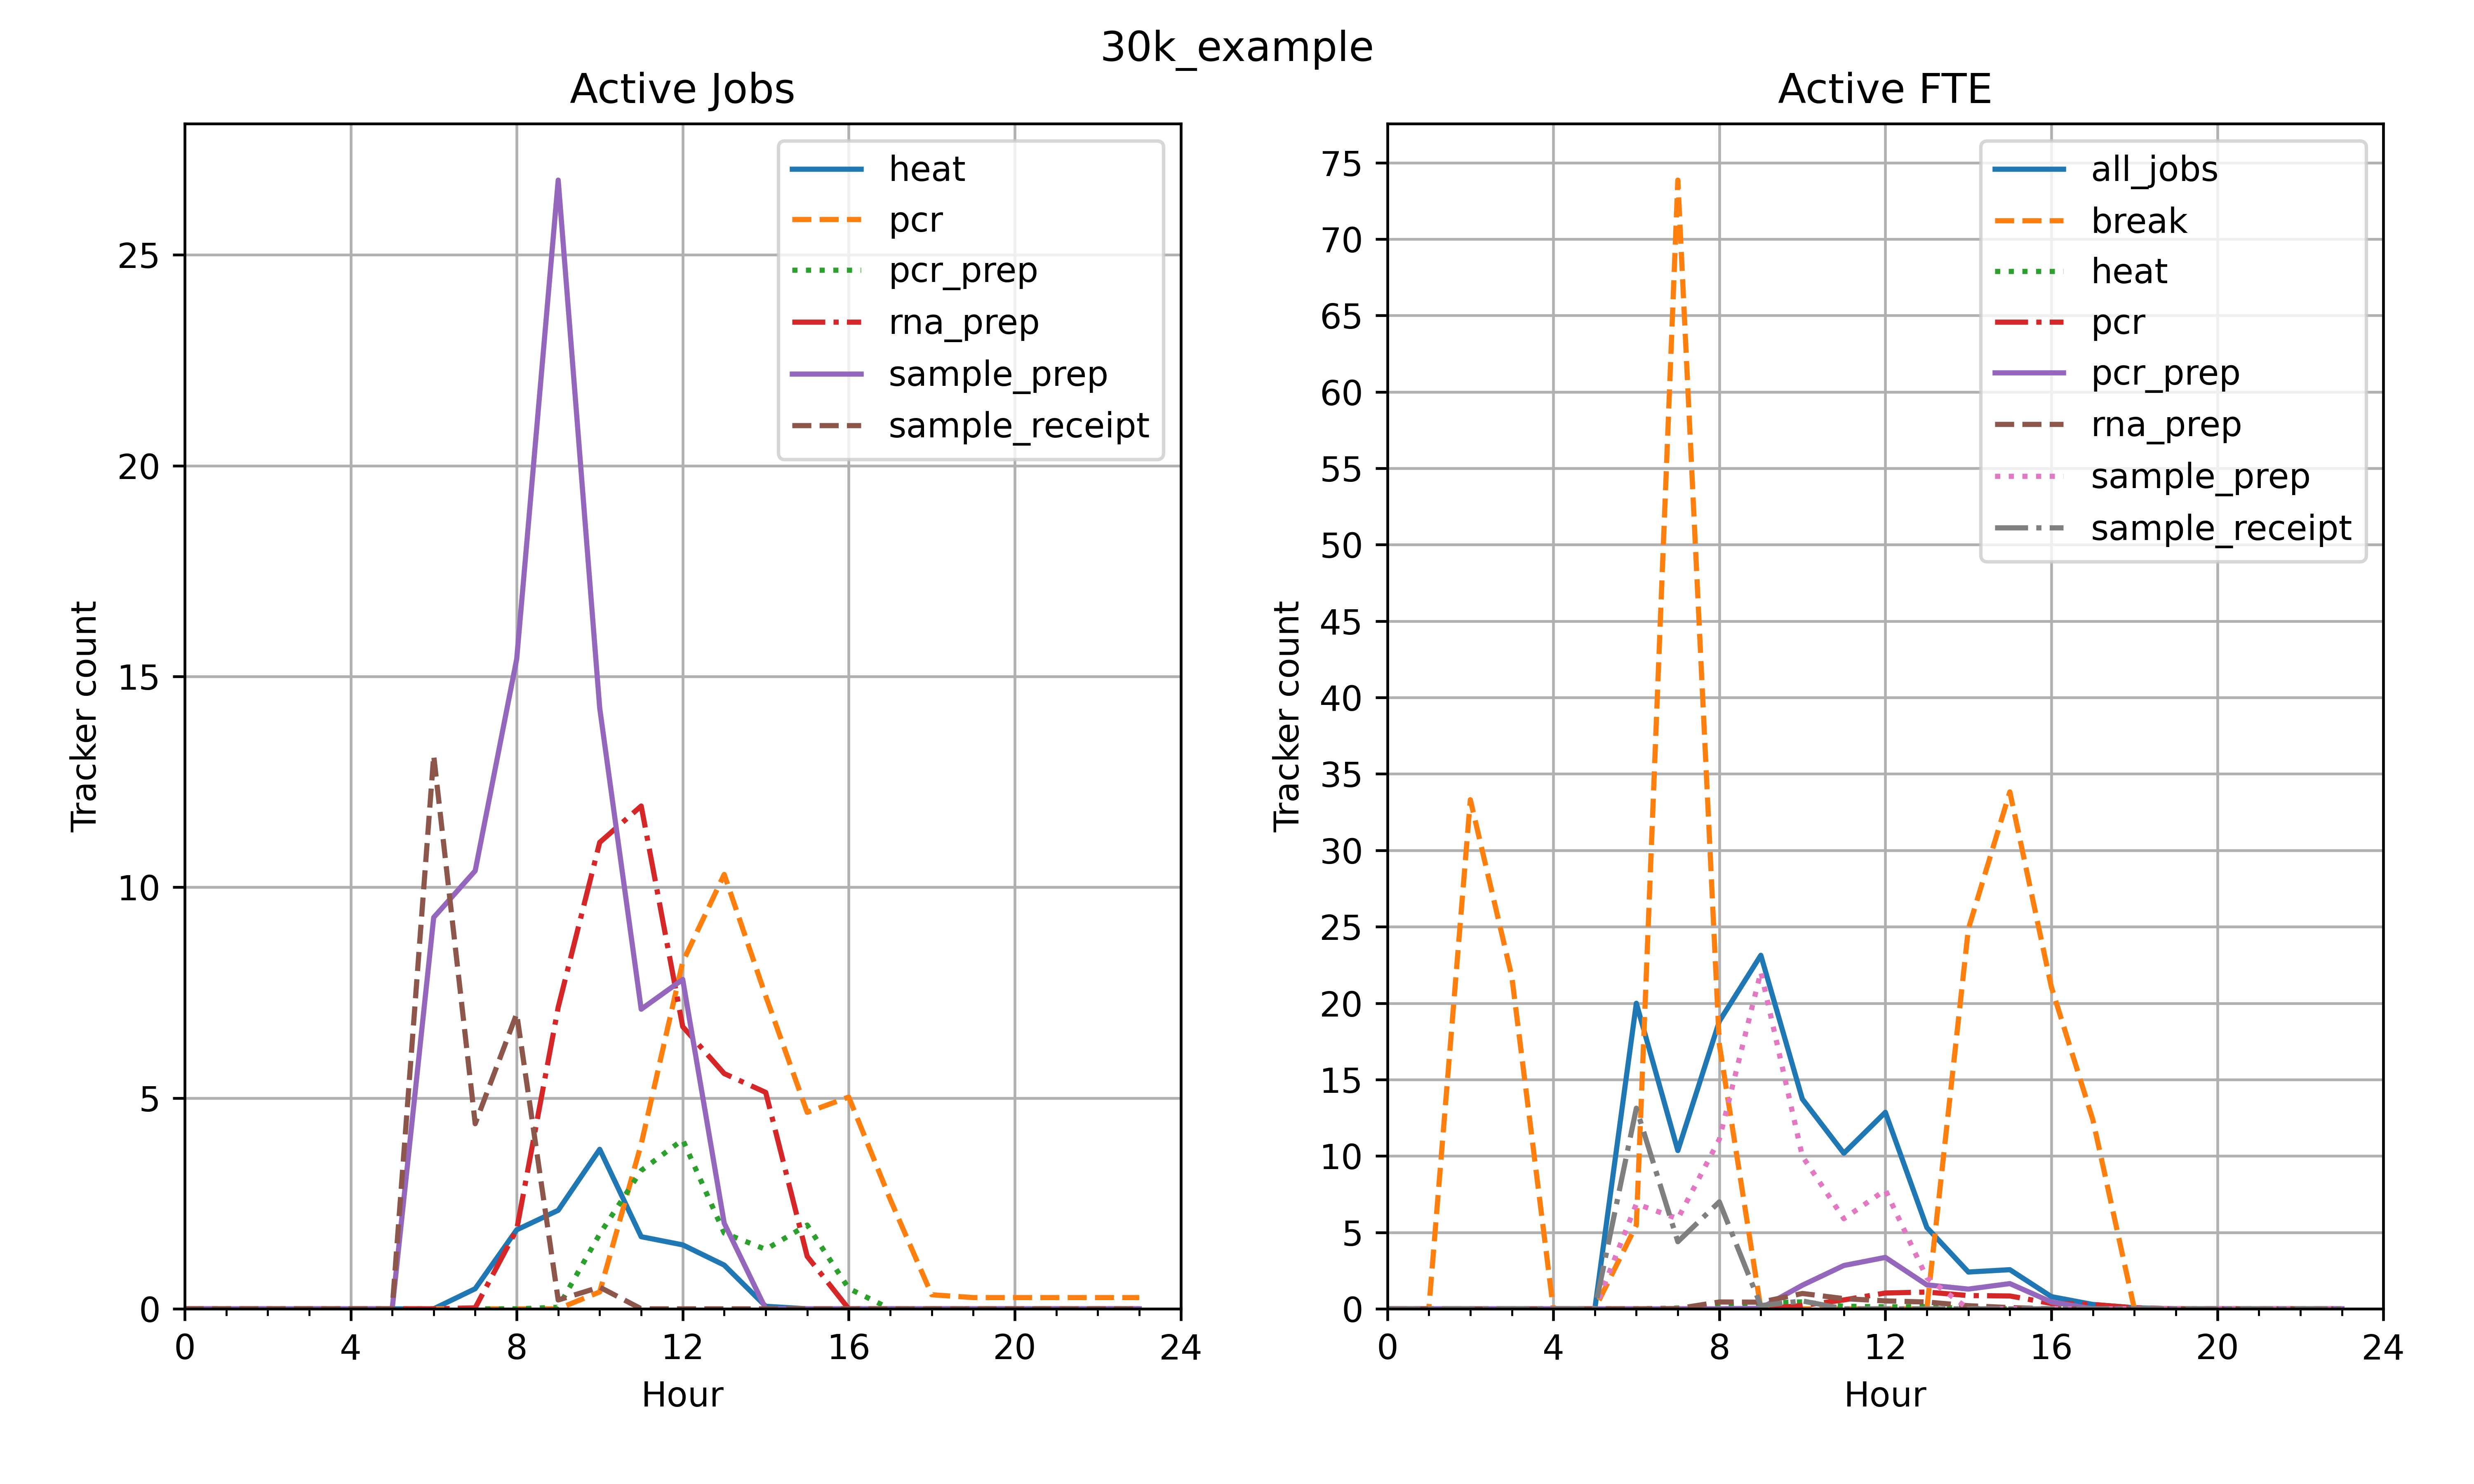 30k_example
Active Jobs
heat
pcr
pcr_prep
rna_prep
sample_prep
sample_receipt
25
20
15
10
5
0
Tracker count
0 4 8 12 16 20 24
Hour
Active FTE
all_jobs
break
heat
pcr
pcr_prep
rna_prep
sample_prep
sample_receipt
75
70
65
60
55
50
45
40
35
30
25
20
15
10
5
0
Tracker count
0 4 8 12 16 20 24
Hour